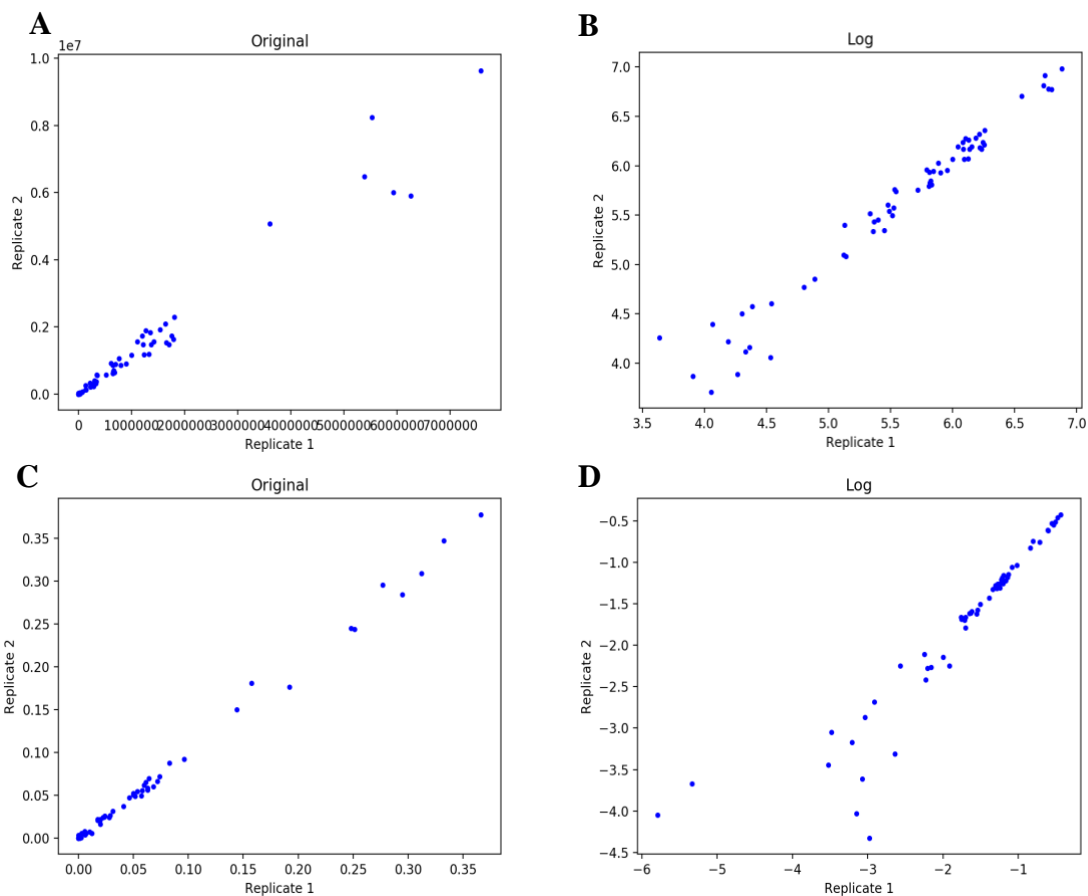 A
Original
1e7
1.0
0.8
0.6
0.4
0.2
0.0
Replicate 2
0 1000000 2000000 3000000 4000000 5000000 6000000 7000000
Replicate 1
B
Log
7.0
6.5
6.0
5.5
5.0
4.5
4.0
Replicate 2
3.5 4.0 4.5 5.0 5.5 6.0 6.5 7.0
Replicate 1
C
Original
0.35
0.30
0.25
0.20
0.15
0.10
0.05
0.00
Replicate 2
0.00 0.05 0.10 0.15 0.20 0.25 0.30 0.35
Replicate 1
D
Log
−0.5
−1.0
−1.5
−2.0
−2.5
−3.0
−3.5
−4.0
−4.5
Replicate 2
−6 −5 −4 −3 −2 −1
Replicate 1